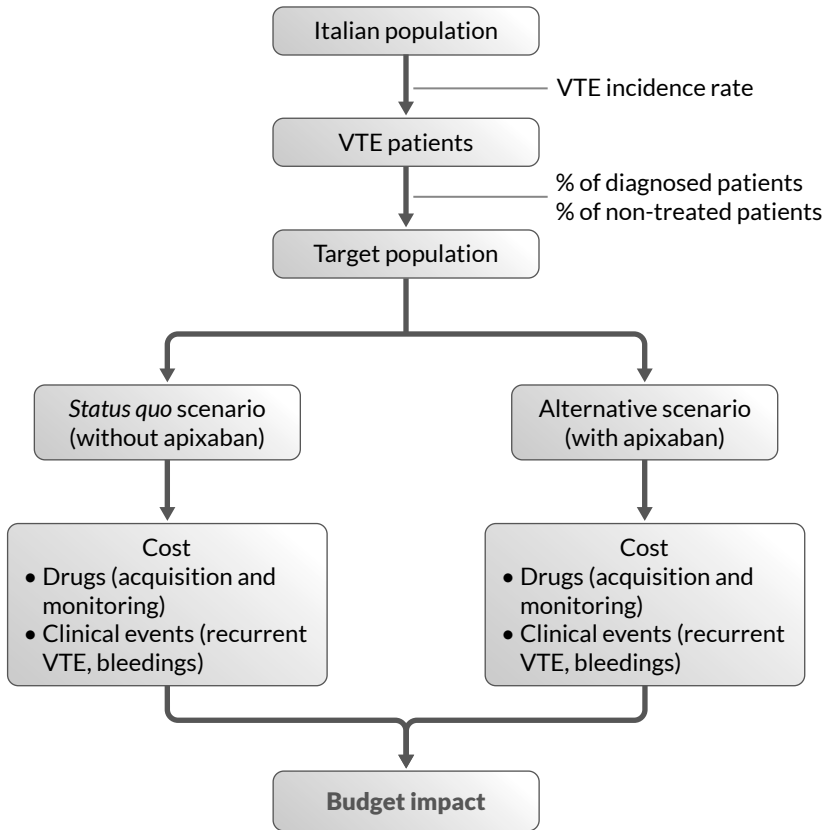 Italian population
VTE incidence rate
VTE patients
% of diagnosed patients
% of non-treated patients
Target population
Status quo scenario
(without apixaban)
Alternative scenario
(with apixaban)
Cost
• Drugs (acquisition and
monitoring)
• Clinical events (recurrent
VTE, bleedings)
Cost
• Drugs (acquisition and
monitoring)
• Clinical events (recurrent
VTE, bleedings)
Budget impact